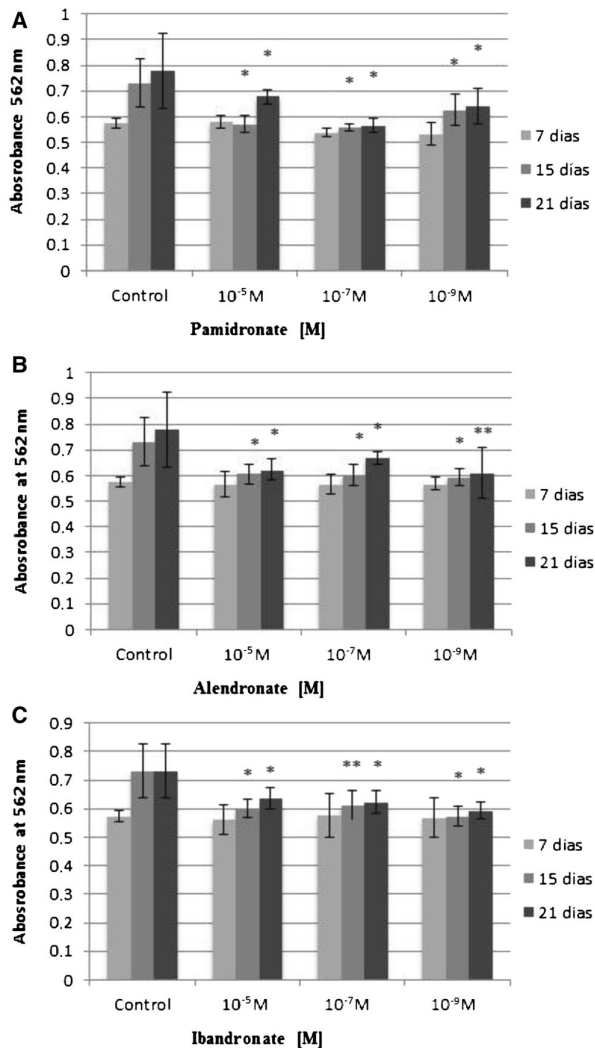 A
Abosrobance 562 nm
1
0.9
0.8
0.7
0.6
0.5
0.4
0.3
0.2
0.1
0
* * * * * *
Control 10⁻⁵M 10⁻⁷M 10⁻⁹M
Pamidronate [M]
7 dias
15 días
21 días
B
Abosrobance at 562 nm
1
0.9
0.8
0.7
0.6
0.5
0.4
0.3
0.2
0.1
0
* * * * * **
Control 10⁻⁵M 10⁻⁷M 10⁻⁹M
Alendronate [M]
7 dias
15 dias
21 dias
C
Abosrobance at 562 nm
0.9
0.8
0.7
0.6
0.5
0.4
0.3
0.2
0.1
0
* * ** * * *
Control 10⁻⁵M 10⁻⁷M 10⁻⁹M
Ibandronate [M]
7 dias
15 dias
21 dias